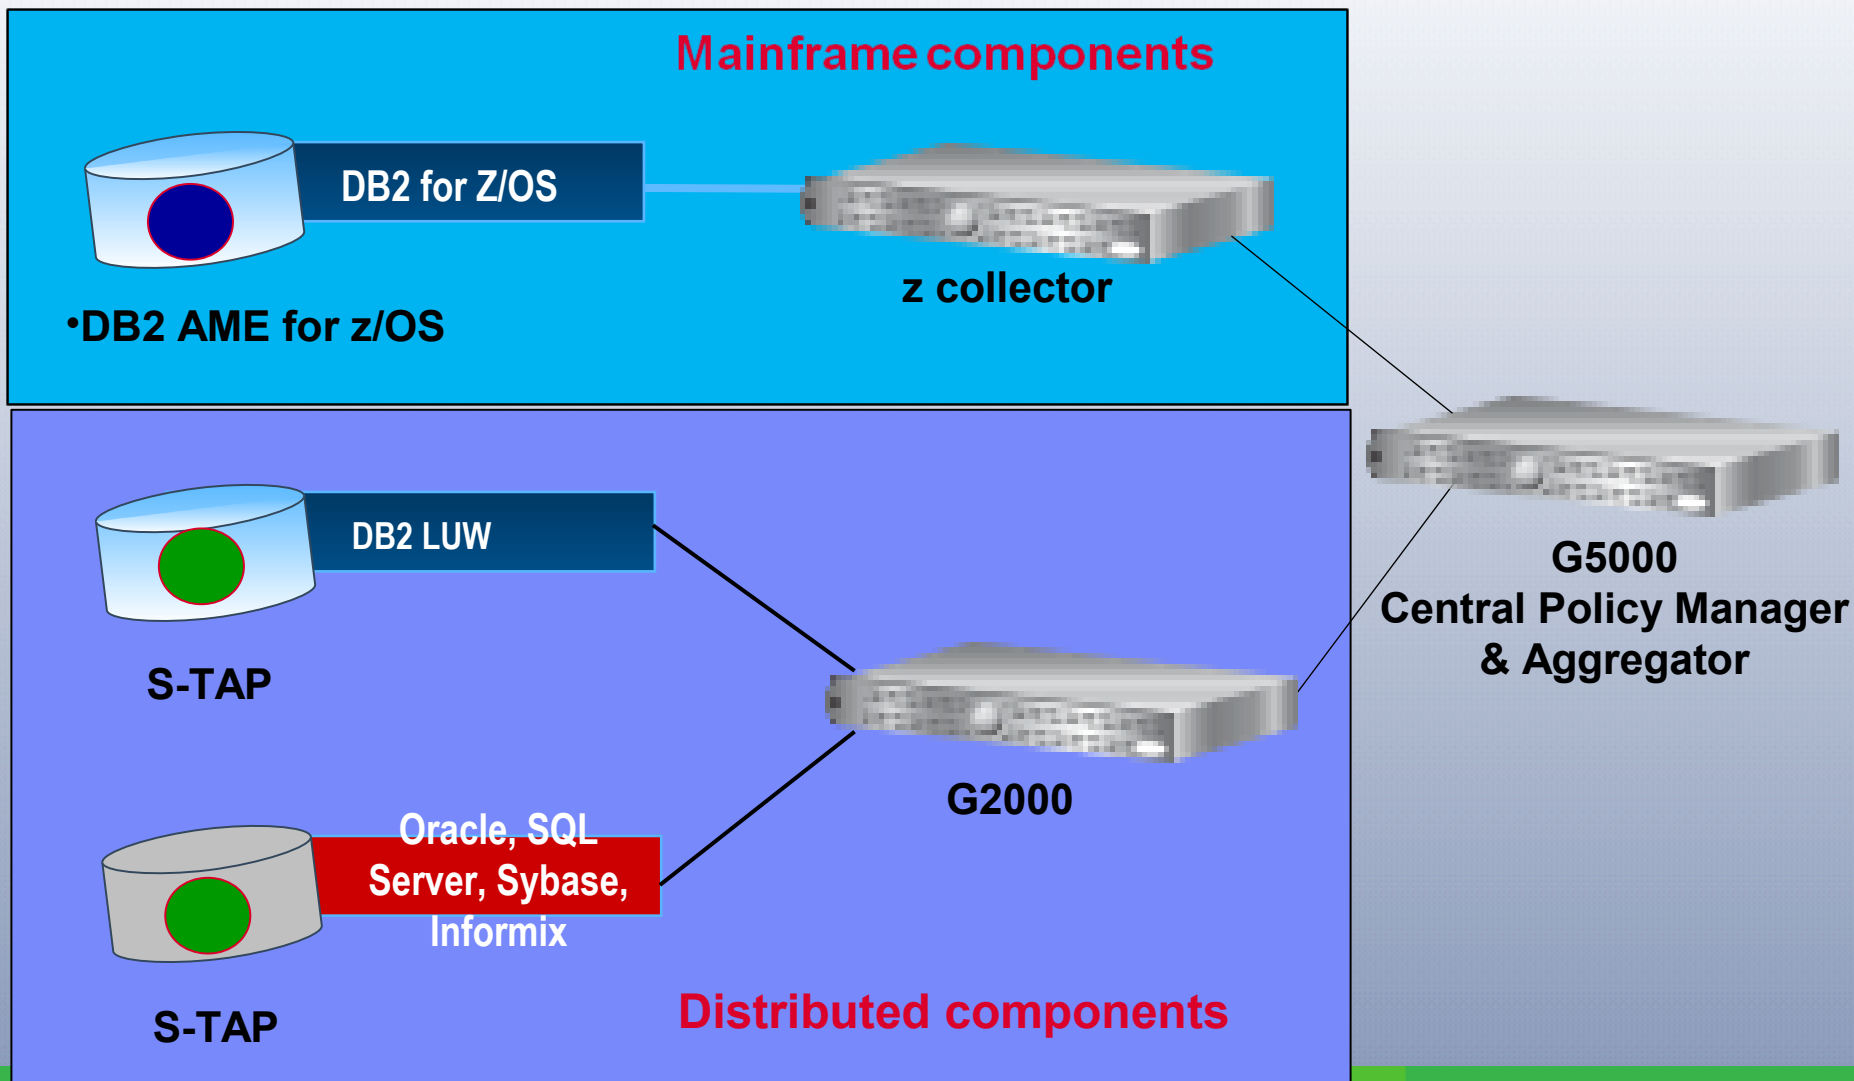 Mainframe components
DB2 for Z/OS
z collector
•DB2 AME for z/OS
DB2 LUW
S-TAP
G5000
Central Policy Manager
& Aggregator
G2000
Oracle, SQL
Server, Sybase,
Informix
S-TAP
Distributed components